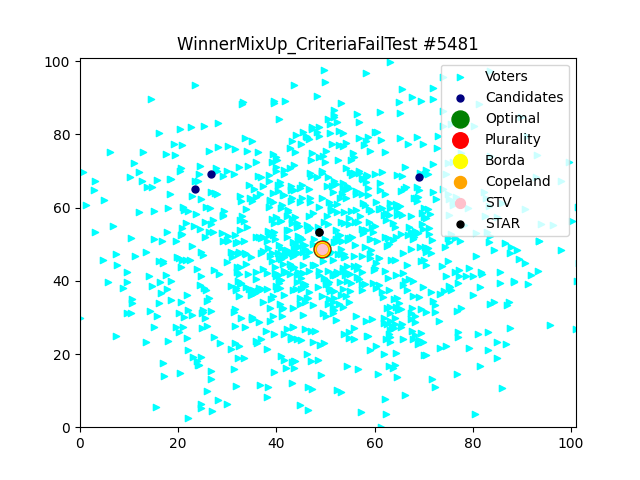 WinnerMixUp_CriteriaFailTest #5481
100
80
60
40
20
0
0
20
40
60
80
100
Voters
Candidates
Optimal
Plurality
Borda
Copeland
STV
STAR